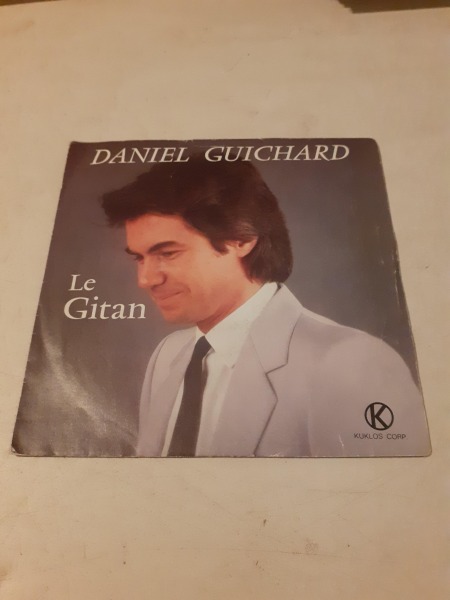 DANIEL GUICHARD
Le
Gitan
K
KUKLOS CORP